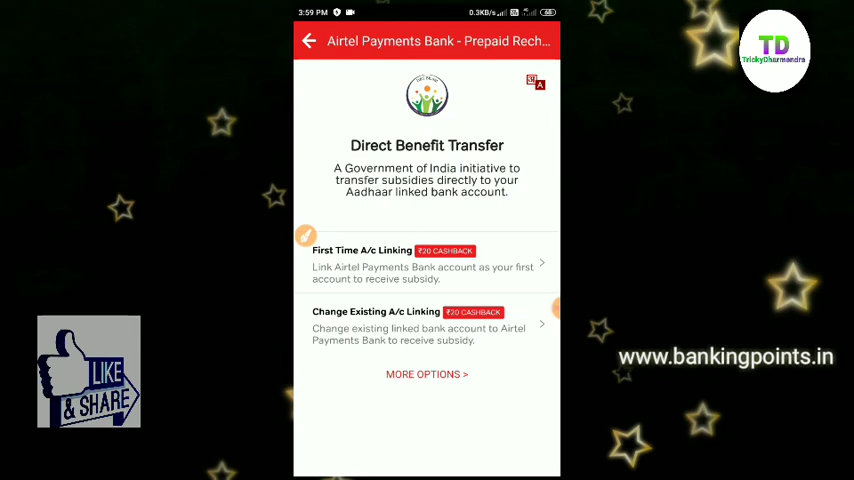 3:59 PM
0.3KB/s
68
Airtel Payments Bank - Prepaid Rech...
TD
TrickyDharmendra
A
Direct Benefit Transfer
A Government of India initiative to
transfer subsidies directly to your
Aadhaar linked bank account.
First Time A/c Linking ₹20 CASHBACK
Link Airtel Payments Bank account as your first
account to receive subsidy.
Change Existing A/c Linking ₹20 CASHBACK
Change existing linked bank account to Airtel
Payments Bank to receive subsidy.
MORE OPTIONS >
LIKE
& SHARE
www.bankingpoints.in